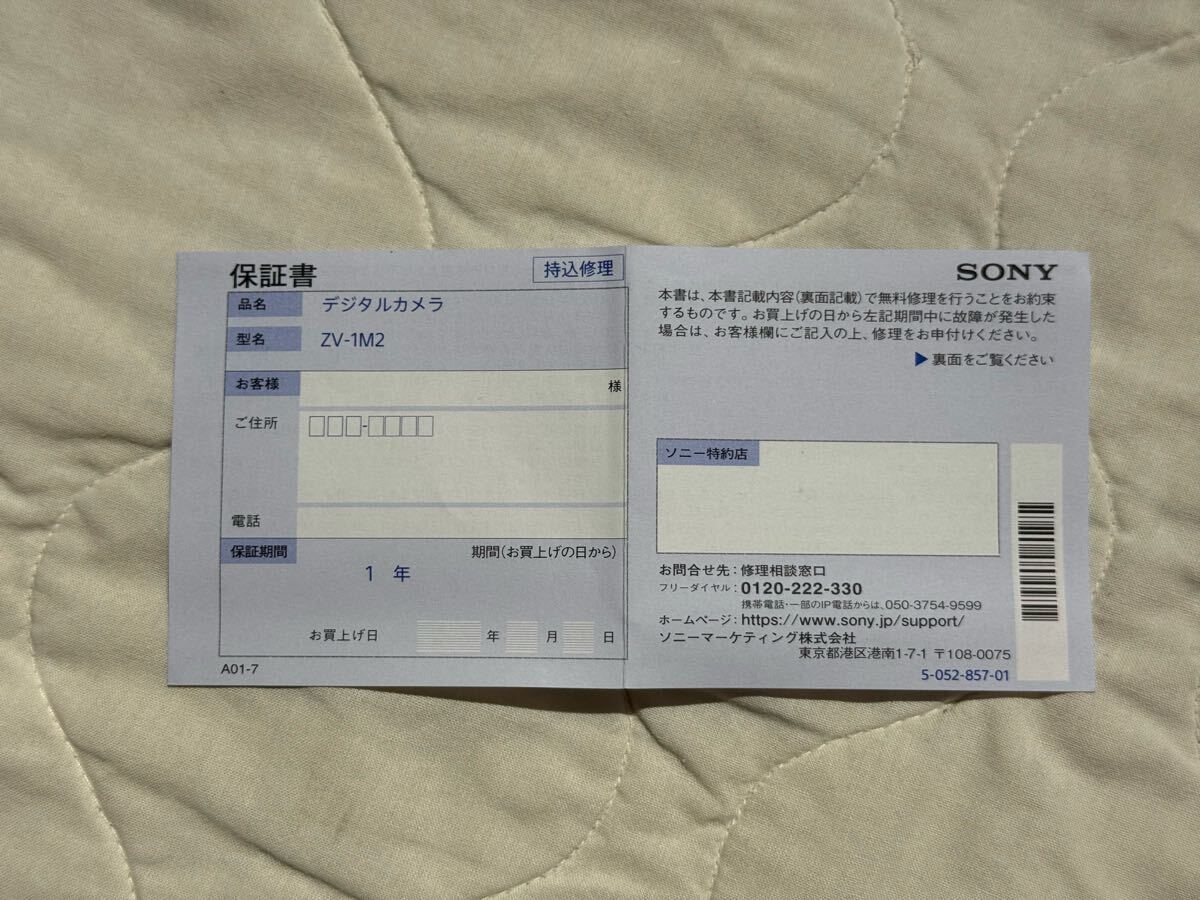 保証書
持込修理
品名 デジタルカメラ
型名 ZV-1M2
お客様 様
ご住所 □□□-□□□□
電話
保証期間 期間(お買上げの日から)
1 年
お買上げ日 年 月 日
A01-7
SONY
本書は、本書記載内容(裏面記載)で無料修理を行うことをお約束
するものです。お買上げの日から左記期間中に故障が発生した
場合は、お客様欄にご記入の上、修理をお申付けください。
▶裏面をご覧ください
ソニー特約店
お問合せ先:修理相談窓口
フリーダイヤル:0120-222-330
携帯電話・一部のIP電話からは、050-3754-9599
ホームページ:https://www.sony.jp/support/
ソニーマーケティング株式会社
東京都港区港南1-7-1 〒108-0075
5-052-857-01